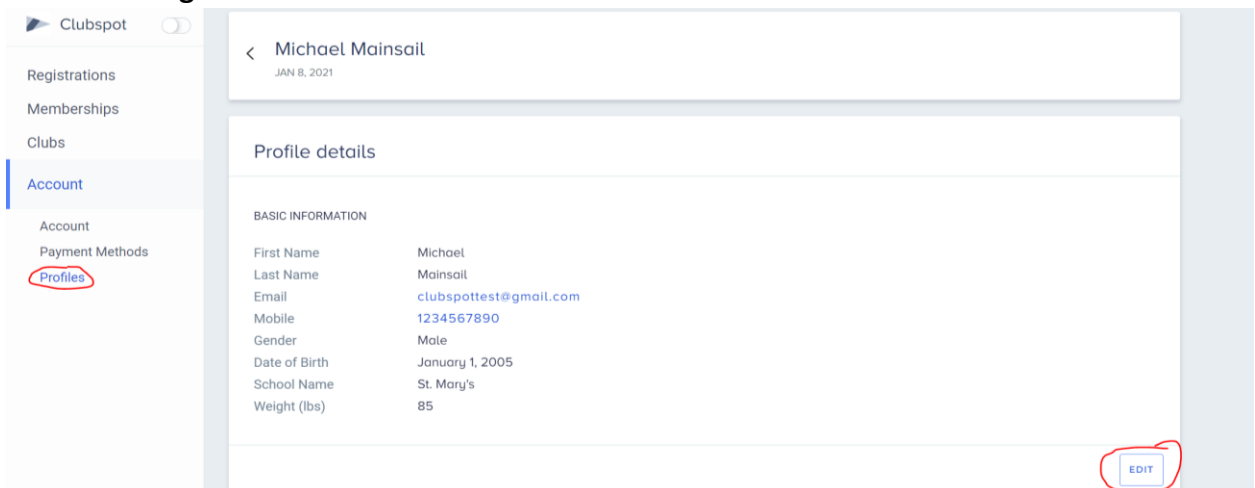 Clubspot
Registrations
Memberships
Clubs
Account
Account
Payment Methods
Profiles
Michael Mainsail
JAN 8, 2021
Profile details
BASIC INFORMATION
First Name Michael
Last Name Mainsail
Email clubspottest@gmail.com
Mobile 1234567890
Gender Male
Date of Birth January 1, 2005
School Name St. Mary's
Weight (lbs) 85
EDIT